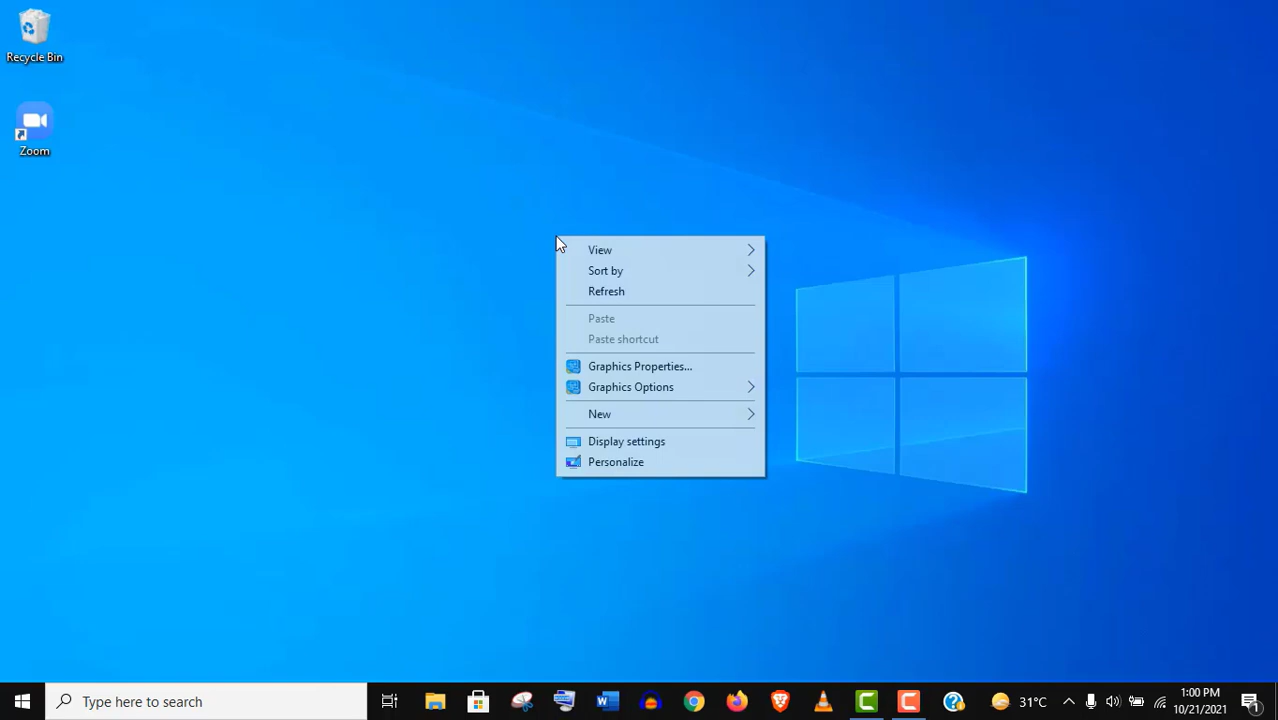 Recycle Bin
Zoom
View
Sort by
Refresh
Paste
Paste shortcut
Graphics Properties...
Graphics Options
New
Display settings
Personalize
Type here to search
31°C
1:00 PM
10/21/2021
1